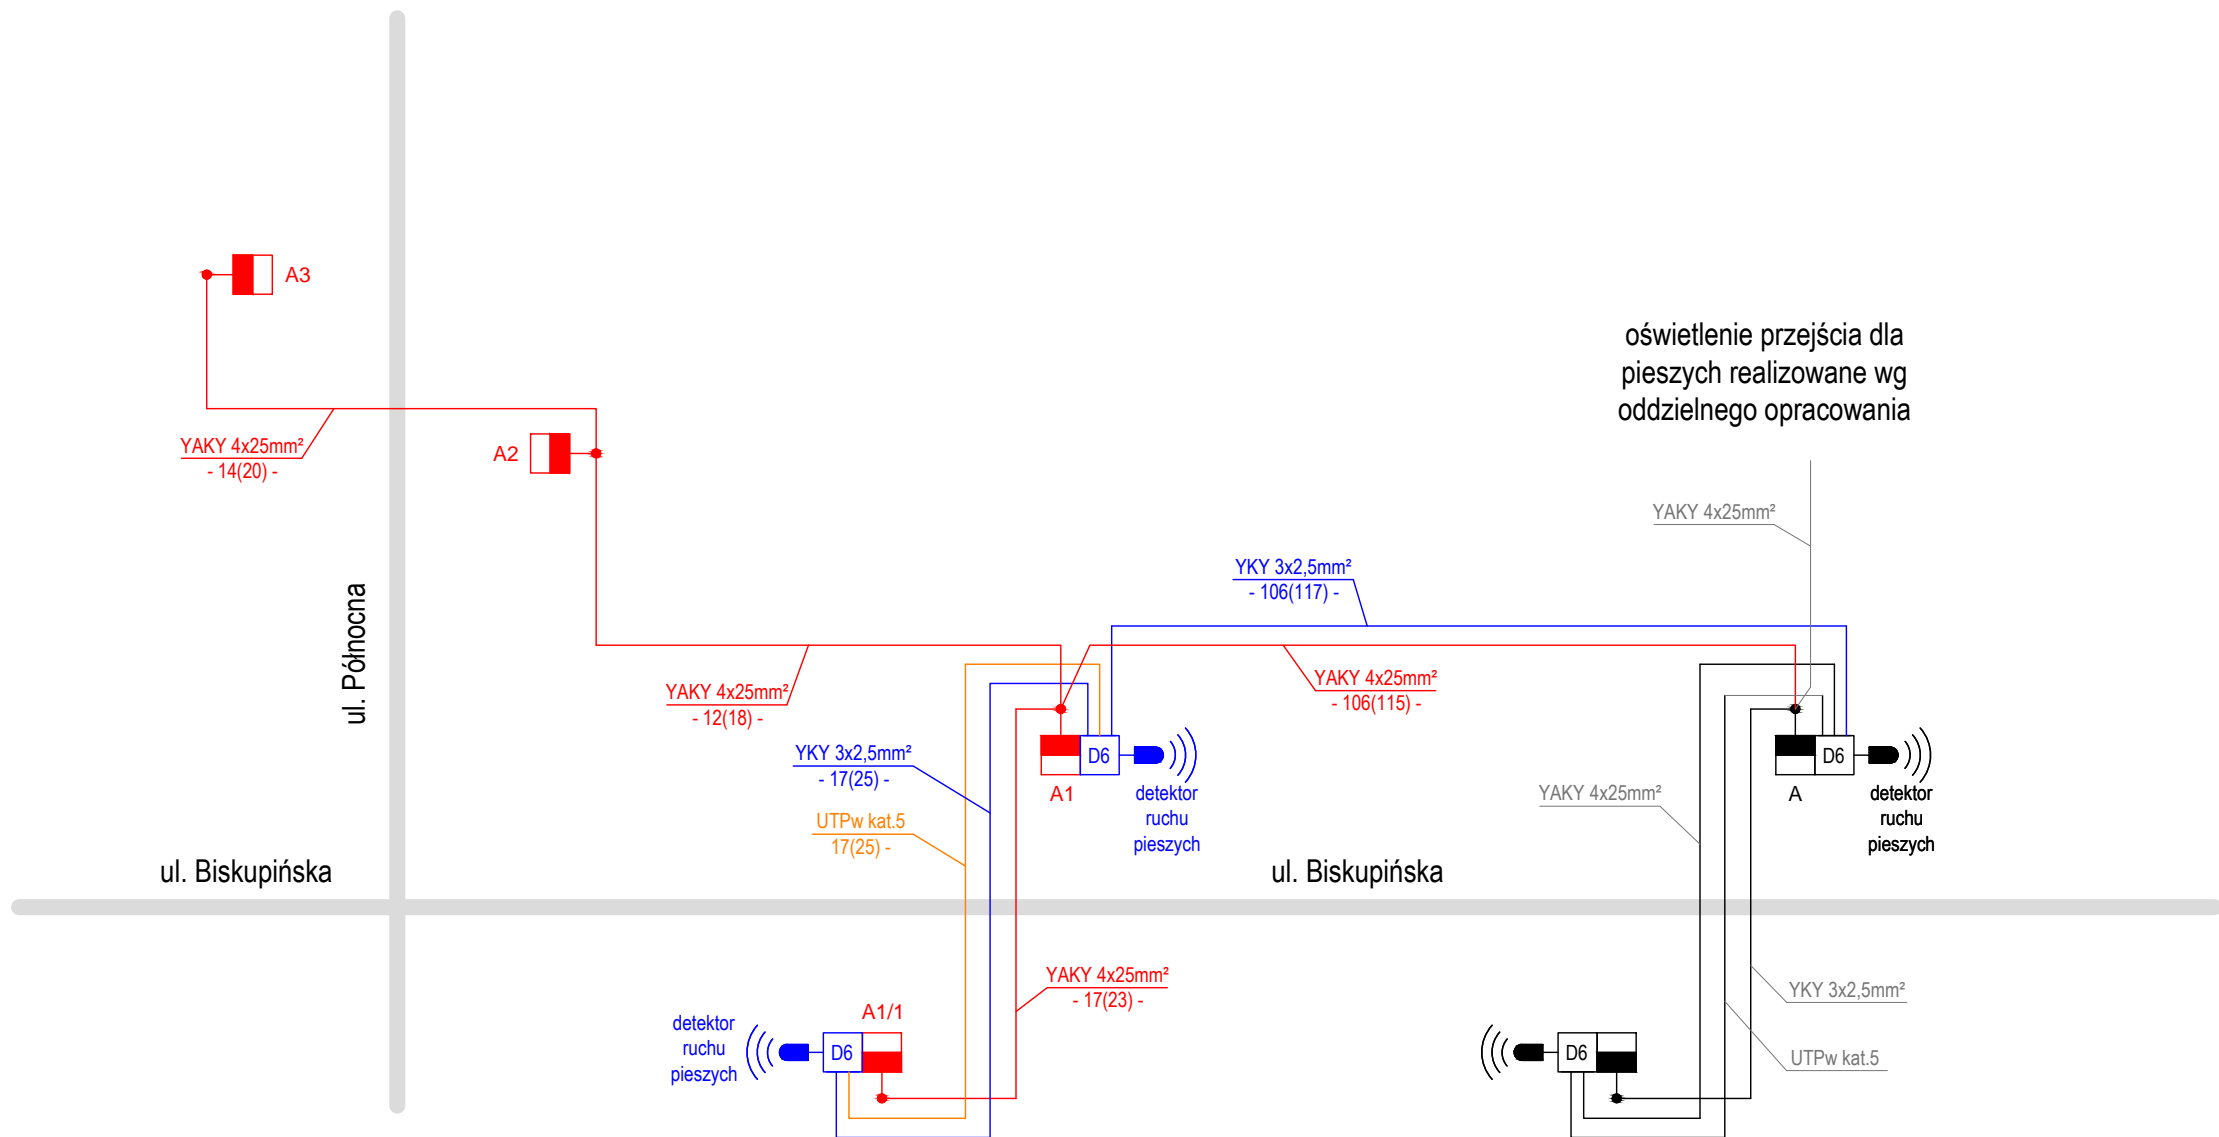 A3
oświetlenie przejścia dla
pieszych realizowane wg
oddzielnego opracowania
YAKY 4x25mm²
- 14(20) -
A2
YAKY 4x25mm²
YKY 3x2,5mm²
- 106(117) -
ul. Północna
YAKY 4x25mm²
- 12(18) -
YAKY 4x25mm²
- 106(115) -
YKY 3x2,5mm²
- 17(25) -
D6
A1
detektor
ruchu
pieszych
YAKY 4x25mm²
D6
A
detektor
ruchu
pieszych
UTPw kat.5
17(25) -
ul. Biskupińska
ul. Biskupińska
YAKY 4x25mm²
- 17(23) -
YKY 3x2,5mm²
A1/1
detektor
ruchu
pieszych
D6
D6
UTPw kat.5